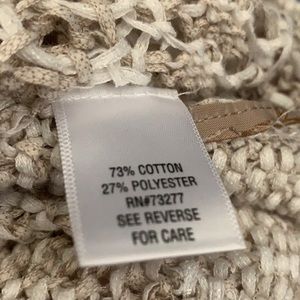 73% COTTON
27% POLYESTER
RN#73277
SEE REVERSE
FOR CARE